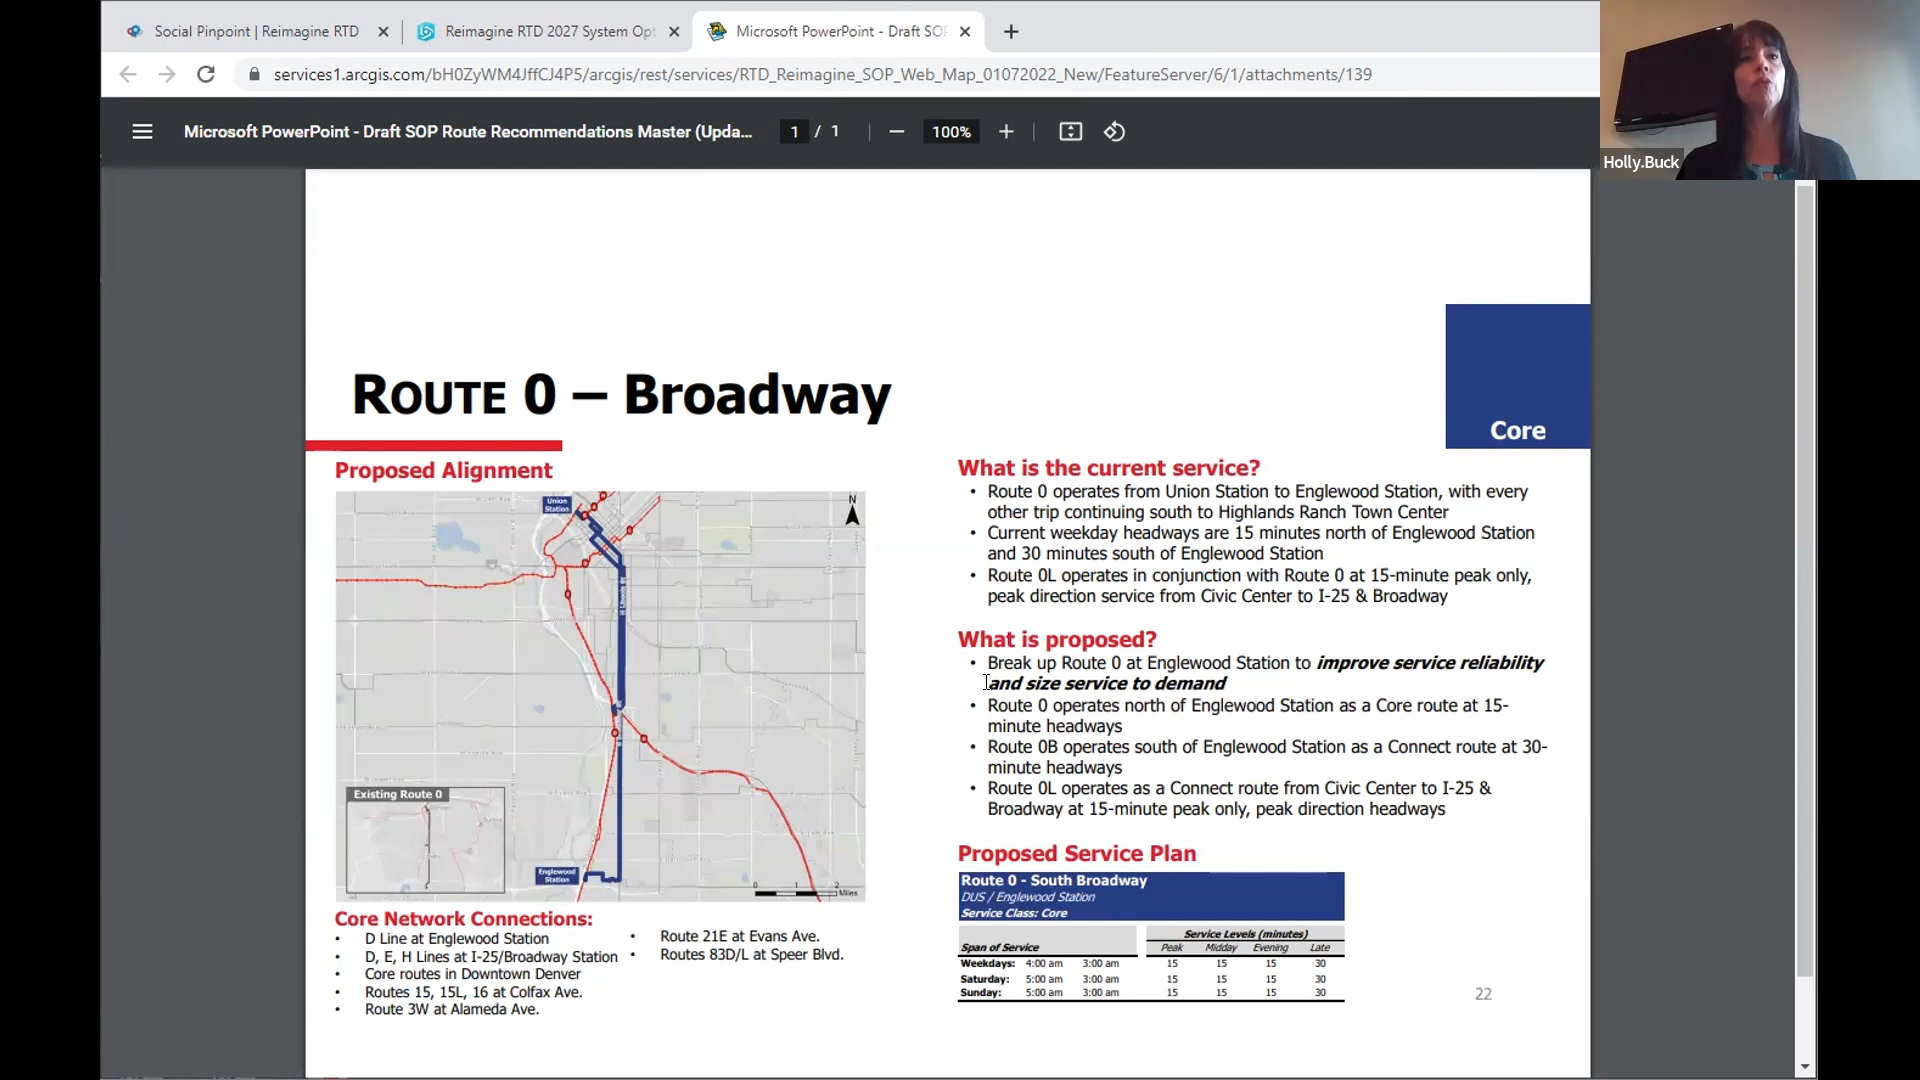 Social Pinpoint | Reimagine RTD
Reimagine RTD 2027 System Opt
Microsoft PowerPoint - Draft SOP
services1.arcgis.com/bH0ZyWM4JffCJ4P5/arcgis/rest/services/RTD_Reimagine_SOP_Web_Map_01072022_New/FeatureServer/6/1/attachments/139
Holly.Buck
Microsoft PowerPoint - Draft SOP Route Recommendations Master (Upda...
1 / 1
100%
Core
ROUTE 0 – Broadway
Proposed Alignment
Union
Station
N
Existing Route 0
Englewood
Station
0 1 2
Miles
Core Network Connections:
• D Line at Englewood Station
• D, E, H Lines at I-25/Broadway Station
• Core routes in Downtown Denver
• Routes 15, 15L, 16 at Colfax Ave.
• Route 3W at Alameda Ave.
• Route 21E at Evans Ave.
• Routes 83D/L at Speer Blvd.
What is the current service?
• Route 0 operates from Union Station to Englewood Station, with every
other trip continuing south to Highlands Ranch Town Center
• Current weekday headways are 15 minutes north of Englewood Station
and 30 minutes south of Englewood Station
• Route 0L operates in conjunction with Route 0 at 15-minute peak only,
peak direction service from Civic Center to I-25 & Broadway
What is proposed?
• Break up Route 0 at Englewood Station to improve service reliability
and size service to demand
• Route 0 operates north of Englewood Station as a Core route at 15-
minute headways
• Route 0B operates south of Englewood Station as a Connect route at 30-
minute headways
• Route 0L operates as a Connect route from Civic Center to I-25 &
Broadway at 15-minute peak only, peak direction headways
Proposed Service Plan
Route 0 - South Broadway
DUS / Englewood Station
Service Class: Core
Service Levels (minutes)
Span of Service Peak Midday Evening Late
Weekdays: 4:00 am 3:00 am 15 15 15 30
Saturday: 5:00 am 3:00 am 15 15 15 30
Sunday: 5:00 am 3:00 am 15 15 15 30
22